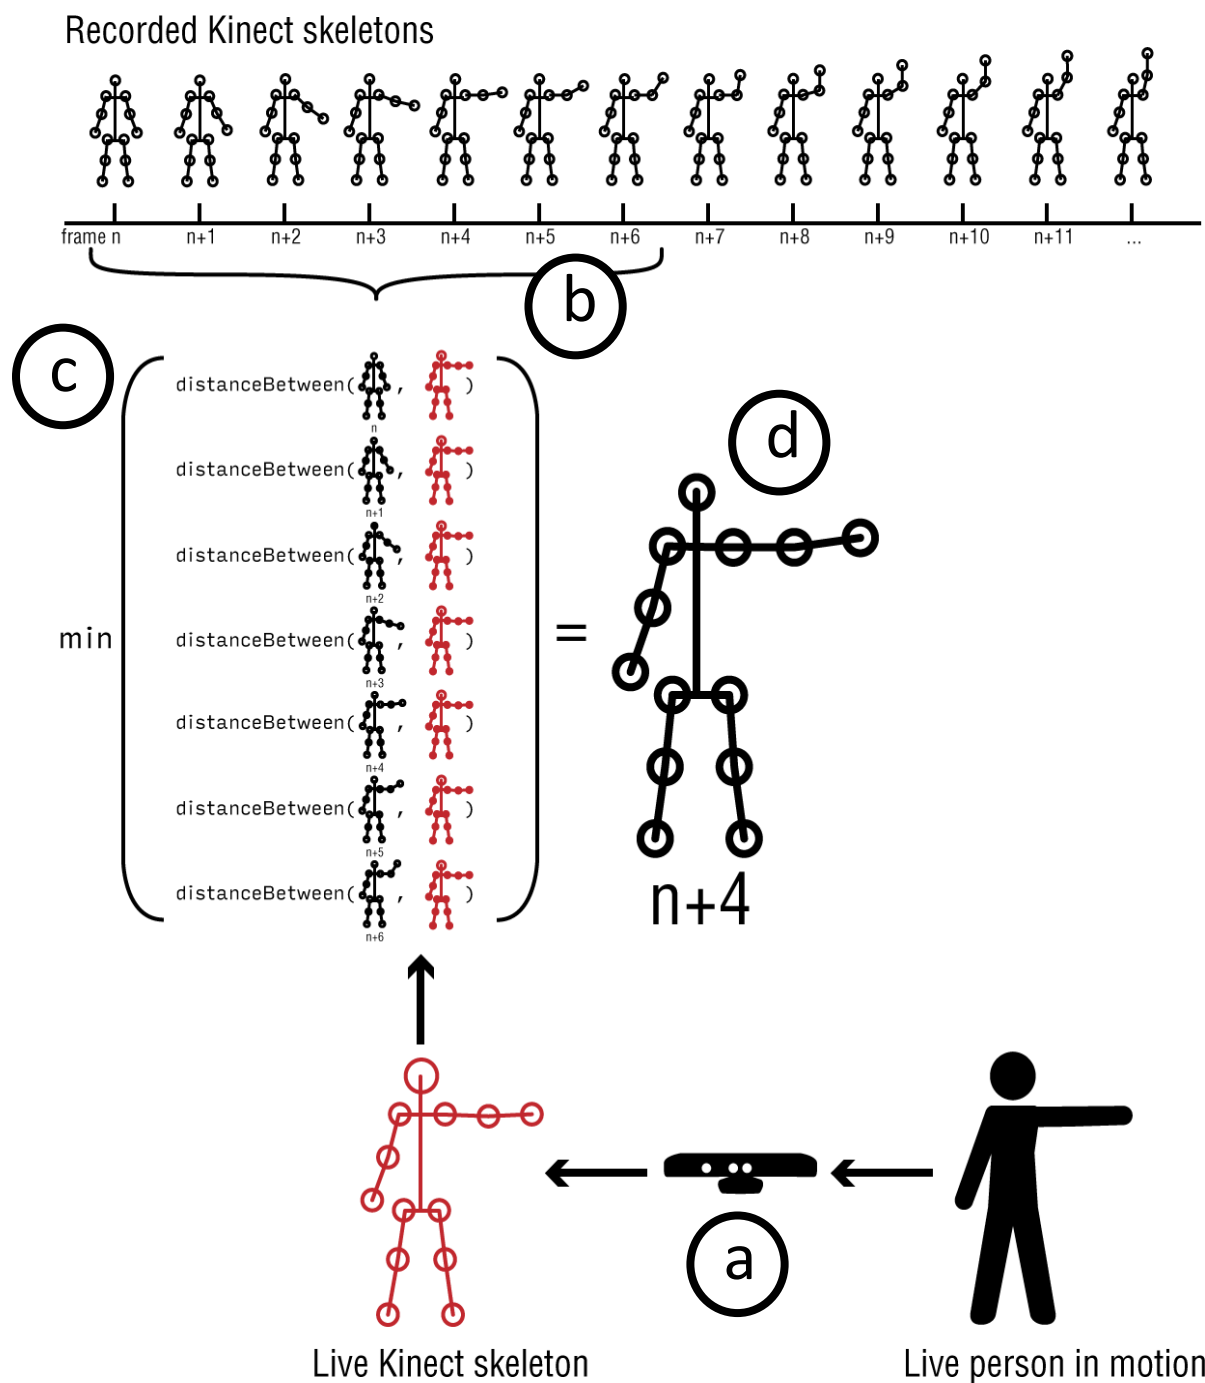 Recorded Kinect skeletons
frame n n+1 n+2 n+3 n+4 n+5 n+6 n+7 n+8 n+9 n+10 n+11 ...
b
c
distanceBetween( , )
n
d
distanceBetween( , )
n+1
distanceBetween( , )
n+2
min distanceBetween( , ) =
n+3
distanceBetween( , )
n+4
distanceBetween( , )
n+5
distanceBetween( , )
n+6
n+4
a
Live Kinect skeleton
Live person in motion